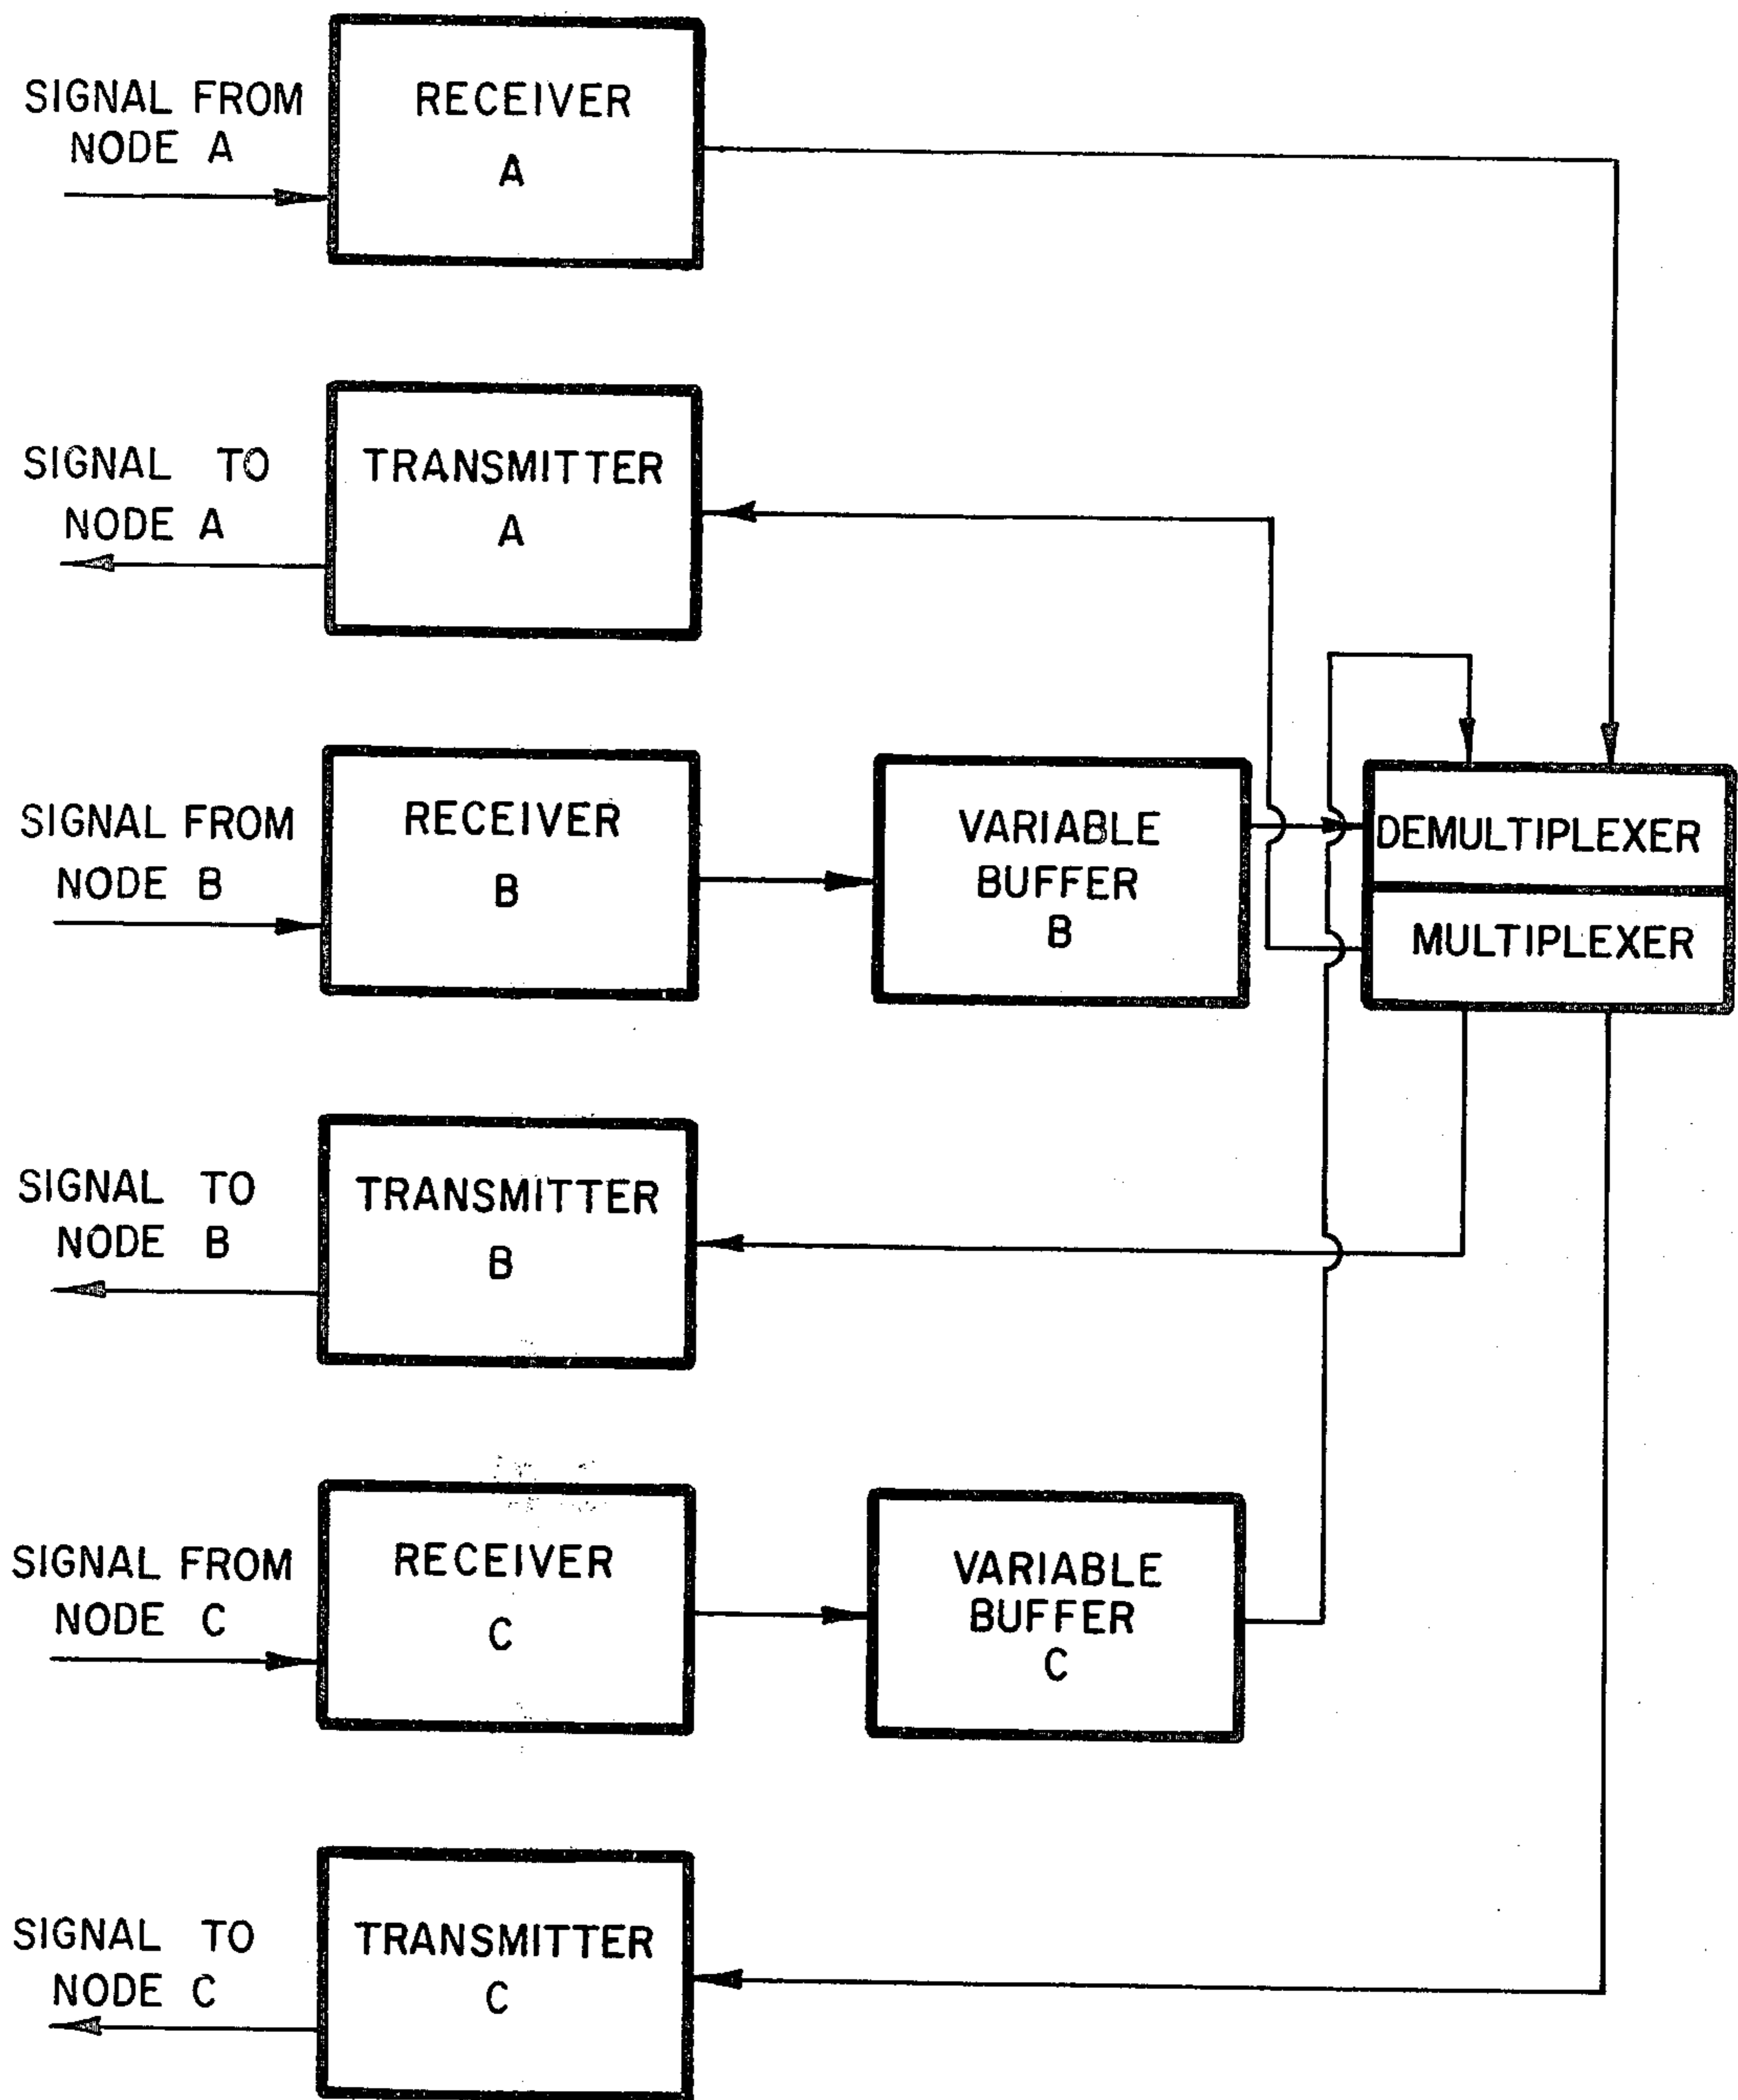 SIGNAL FROM
NODE A
RECEIVER
A
SIGNAL TO
NODE A
TRANSMITTER
A
SIGNAL FROM
NODE B
RECEIVER
B
VARIABLE
BUFFER
B
DEMULTIPLEXER
MULTIPLEXER
SIGNAL TO
NODE B
TRANSMITTER
B
SIGNAL FROM
NODE C
RECEIVER
C
VARIABLE
BUFFER
C
SIGNAL TO
NODE C
TRANSMITTER
C